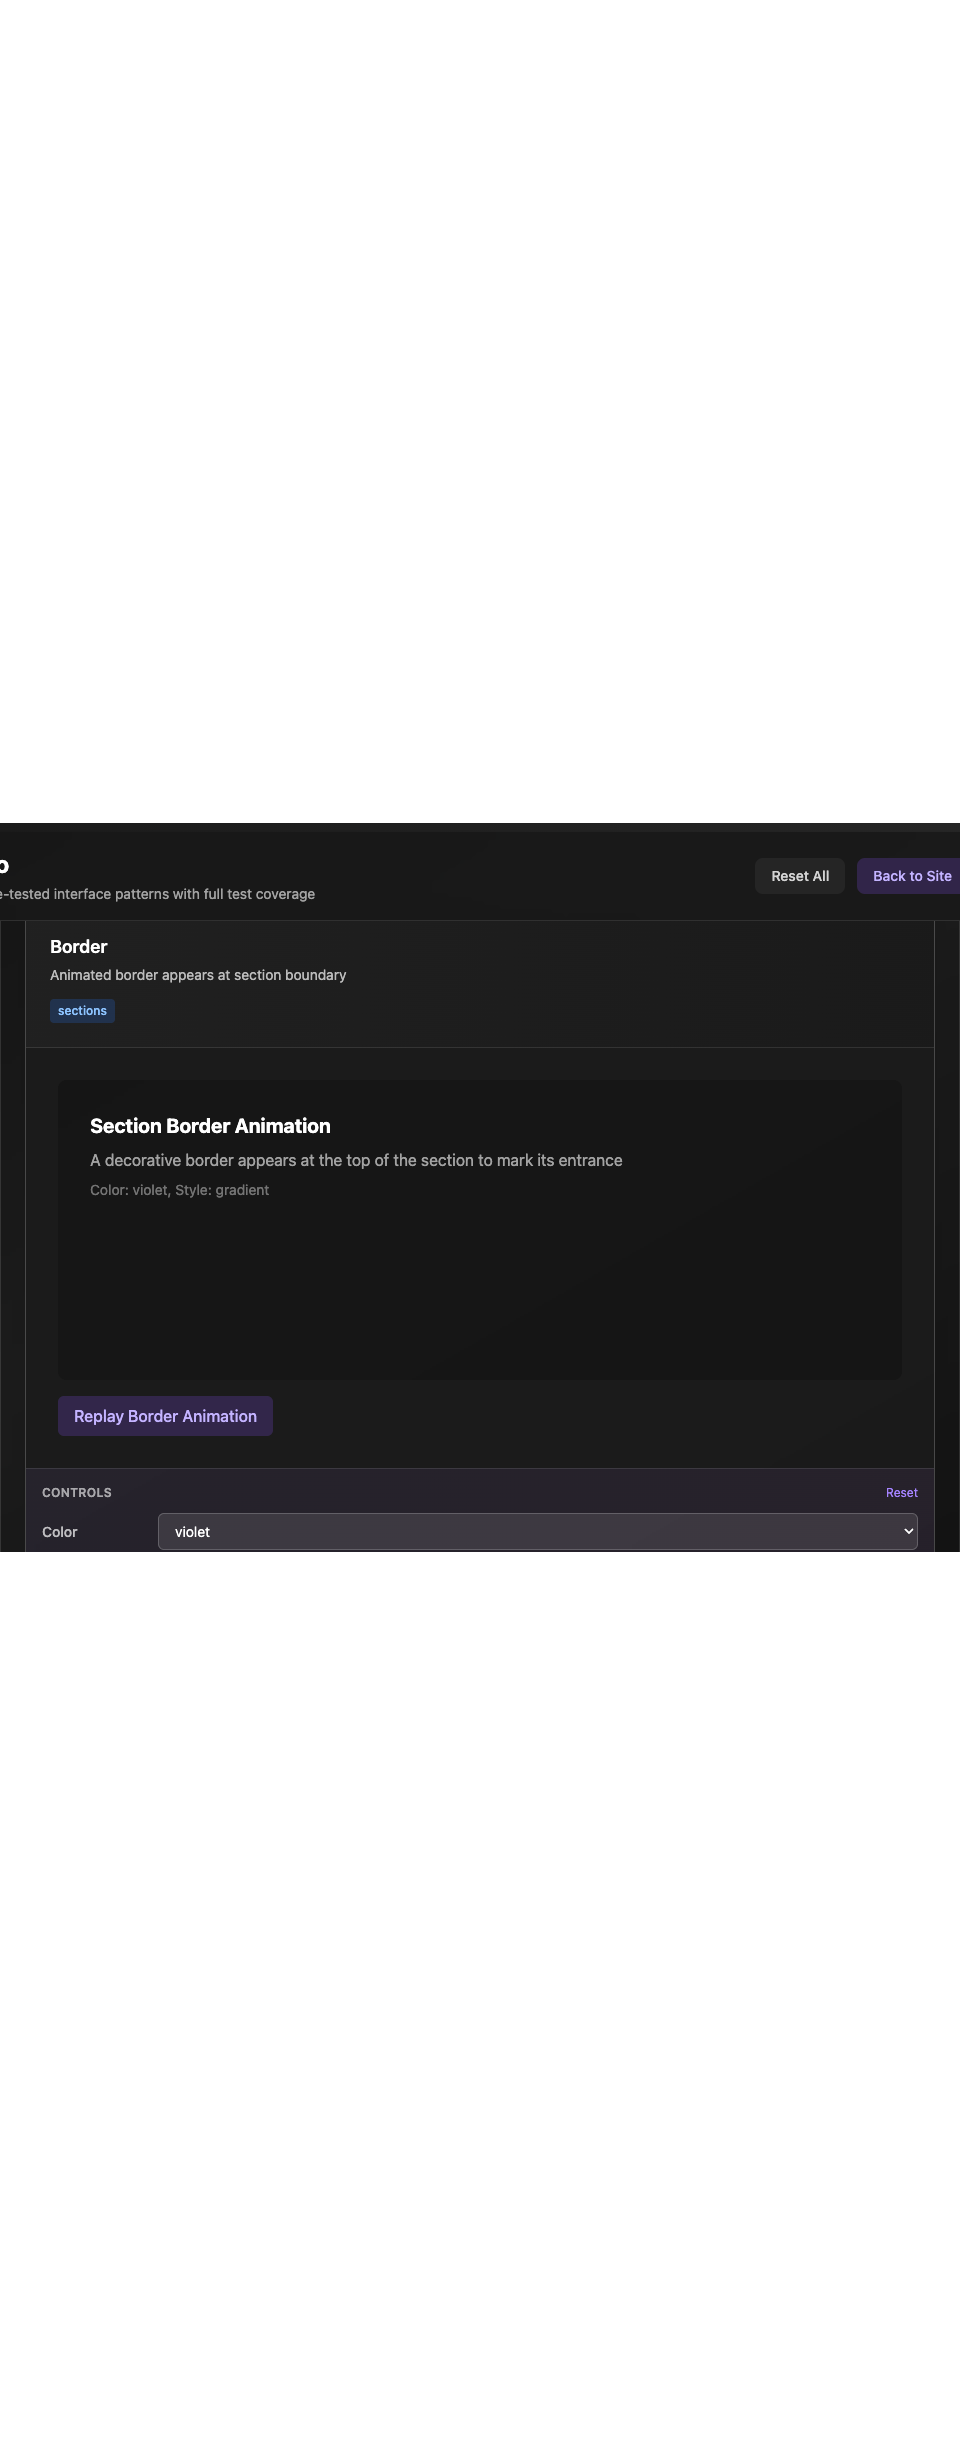 o
e-tested interface patterns with full test coverage
Reset All
Back to Site
Border
Animated border appears at section boundary
sections
Section Border Animation
A decorative border appears at the top of the section to mark its entrance
Color: violet, Style: gradient
Replay Border Animation
CONTROLS
Reset
Color
violet